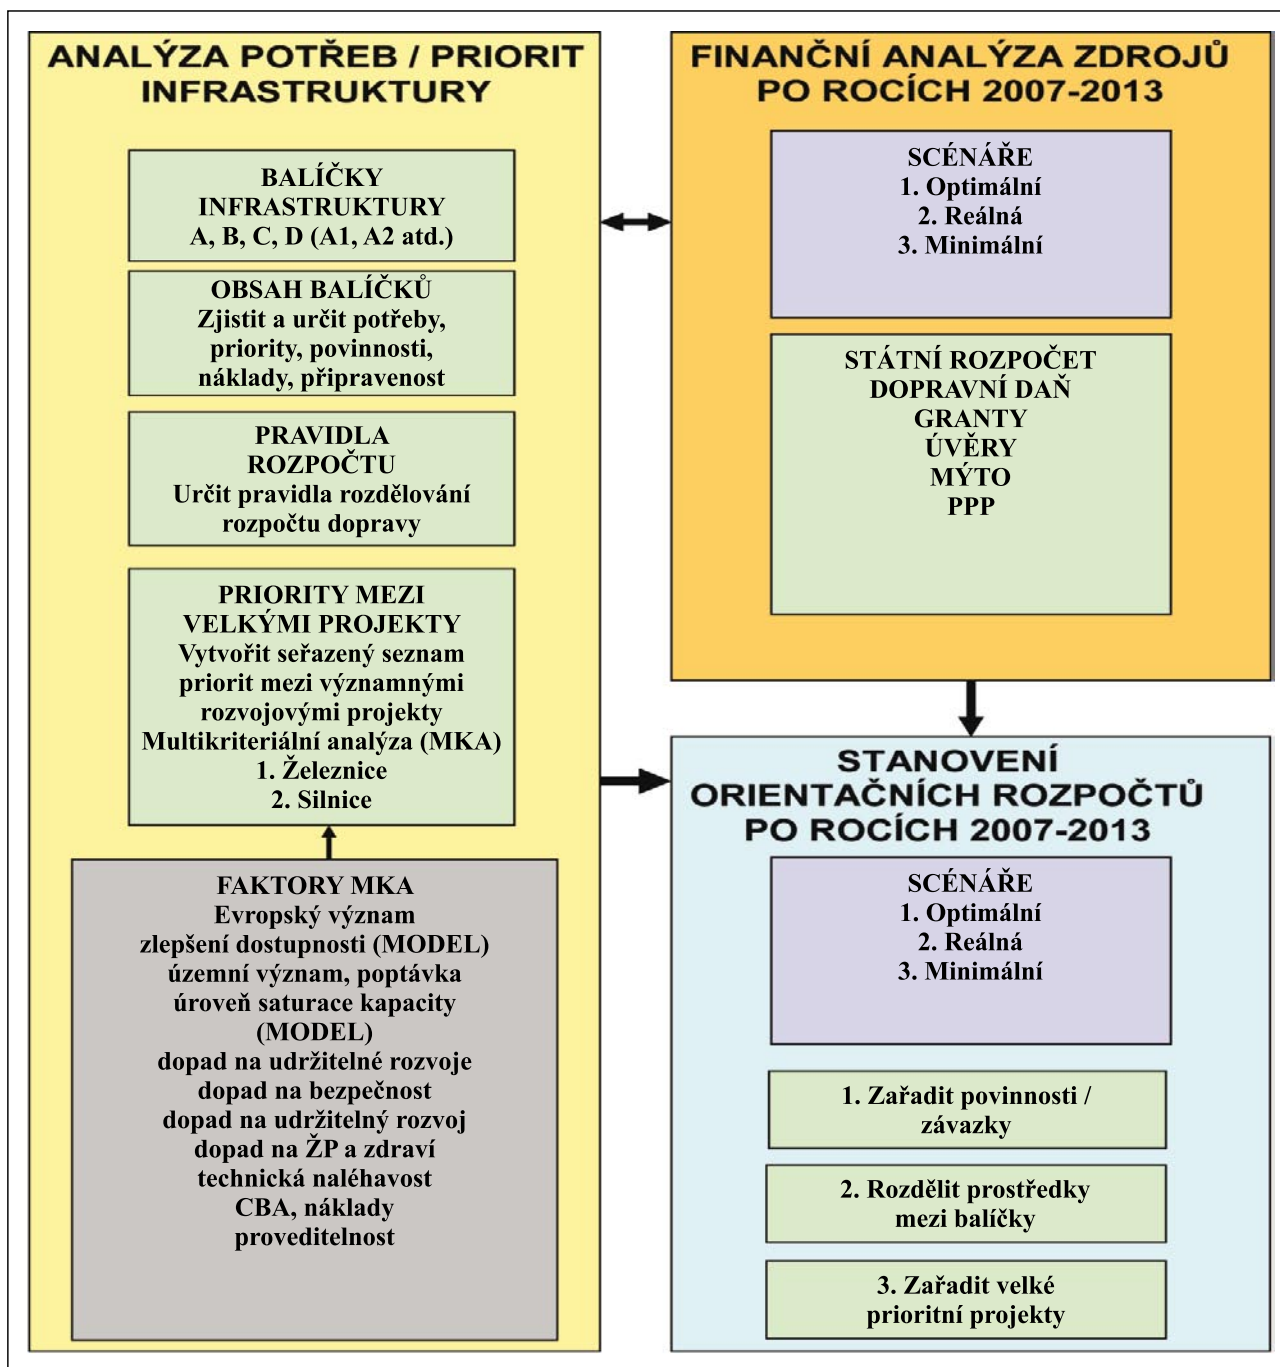 ANALÝZA POTŘEB / PRIORIT
INFRASTRUKTURY
BALÍČKY
INFRASTRUKTURY
A, B, C, D (A1, A2 atd.)
OBSAH BALÍČKŮ
Zjistit a určit potřeby,
priority, povinnosti,
náklady, připravenost
PRAVIDLA
ROZPOČTU
Určit pravidla rozdělování
rozpočtu dopravy
PRIORITY MEZI
VELKÝMI PROJEKTY
Vytvořit seřazený seznam
priorit mezi významnými
rozvojovými projekty
Multikriteriální analýza (MKA)
1. Železnice
2. Silnice
FAKTORY MKA
Evropský význam
zlepšení dostupnosti (MODEL)
územní význam, poptávka
úroveň saturace kapacity
(MODEL)
dopad na udržitelné rozvoje
dopad na bezpečnost
dopad na udržitelný rozvoj
dopad na ŽP a zdraví
technická naléhavost
CBA, náklady
proveditelnost
FINANČNÍ ANALÝZA ZDROJŮ
PO ROCÍCH 2007-2013
SCÉNÁŘE
1. Optimální
2. Reálná
3. Minimální
STÁTNÍ ROZPOČET
DOPRAVNÍ DAŇ
GRANTY
ÚVĚRY
MÝTO
PPP
STANOVENÍ
ORIENTAČNÍCH ROZPOČTŮ
PO ROCÍCH 2007-2013
SCÉNÁŘE
1. Optimální
2. Reálná
3. Minimální
1. Zařadit povinnosti /
závazky
2. Rozdělit prostředky
mezi balíčky
3. Zařadit velké
prioritní projekty